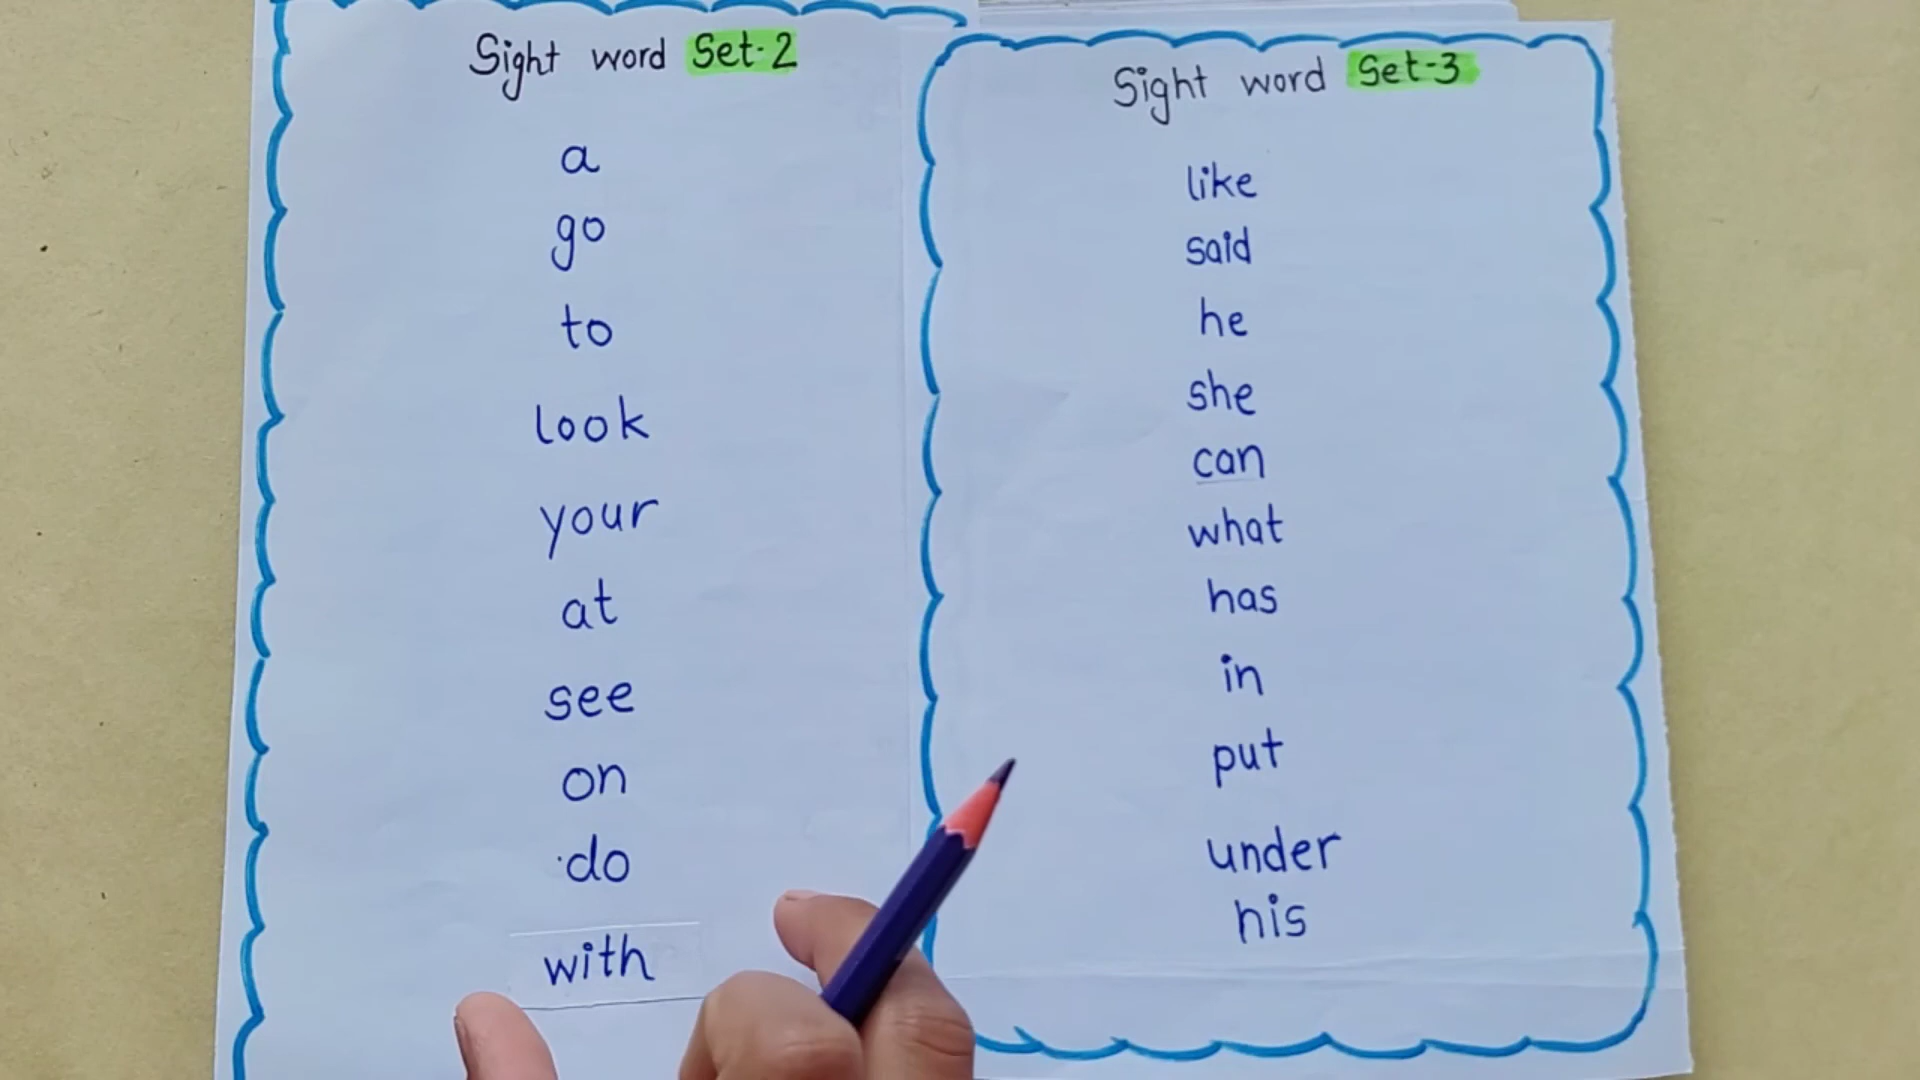 Sight word Set-2
a
go
to
look
your
at
see
on
do
with
Sight word Set-3
like
said
he
she
can
what
has
in
put
under
his